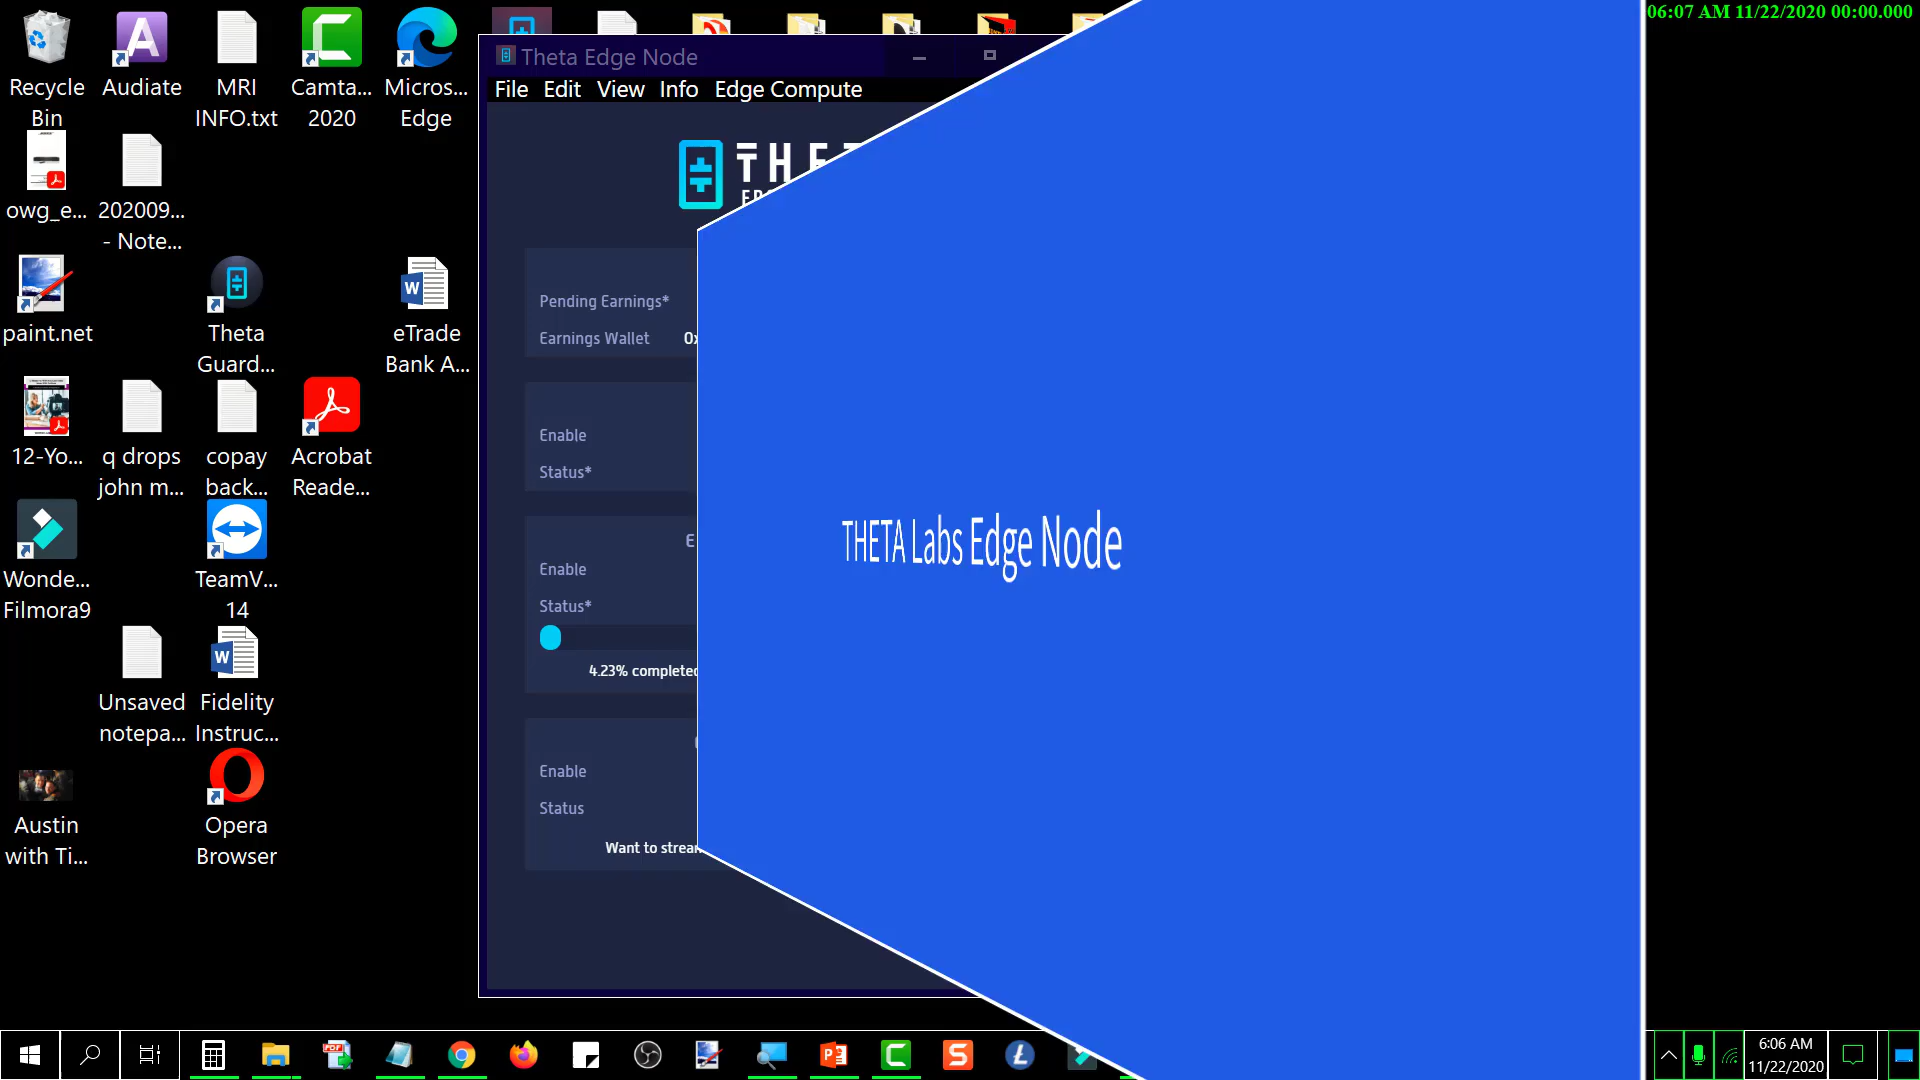 06:07 AM 11/22/2020 00:00.000
Recycle
Bin
Audiate
MRI
INFO.txt
Camta...
2020
Micros...
Edge
owg_e...
202009...
- Note...
paint.net
Theta
Guard...
eTrade
Bank A...
12-Yo...
q drops
john m...
copay
back...
Acrobat
Reade...
Wonde...
Filmora9
TeamV...
14
Unsaved
notepa...
Fidelity
Instruc...
Austin
with Ti...
Opera
Browser
Theta Edge Node
File Edit View Info Edge Compute
Pending Earnings*
Earnings Wallet
Enable
Status*
Enable
Status*
4.23% completed
Enable
Status
Want to
THETA Labs Edge Node
6:06 AM
11/22/2020